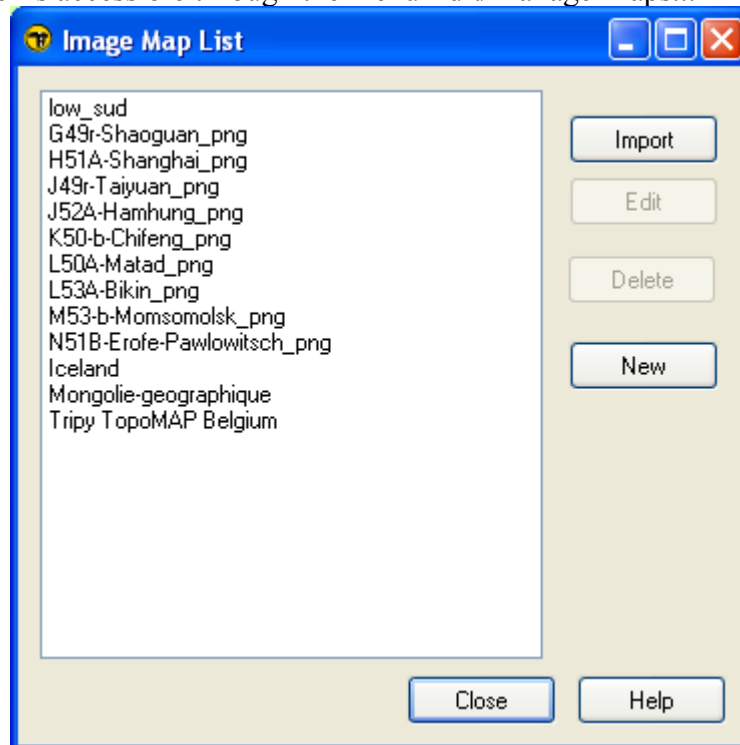 Image Map List
low_sud
G49r-Shaoguan_png
H51A-Shanghai_png
J49r-Taiyuan_png
J52A-Hamhung_png
K50-b-Chifeng_png
L50A-Matad_png
L53A-Bikin_png
M53-b-Momsomolsk_png
N51B-Erofe-Pawlowitsch_png
Iceland
Mongolie-geographique
Tripy TopoMAP Belgium
Import
Edit
Delete
New
Close
Help